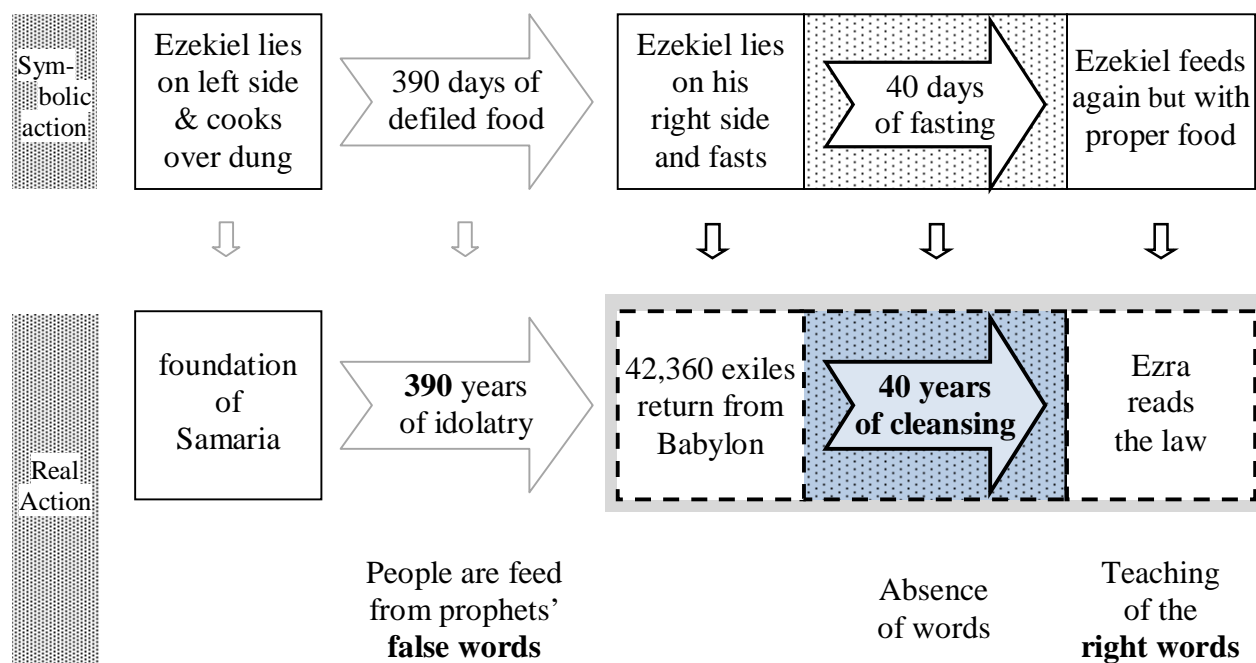 Sym-
bolic
action
Ezekiel lies
on left side
& cooks
over dung
390 days of
defiled food
Ezekiel lies
on his
right side
and fasts
40 days
of fasting
Ezekiel feeds
again but with
proper food
Real
Action
foundation
of
Samaria
390 years
of idolatry
42,360 exiles
return from
Babylon
40 years
of cleansing
Ezra
reads
the law
People are feed
from prophets’
false words
Absence
of words
Teaching
of the
right words